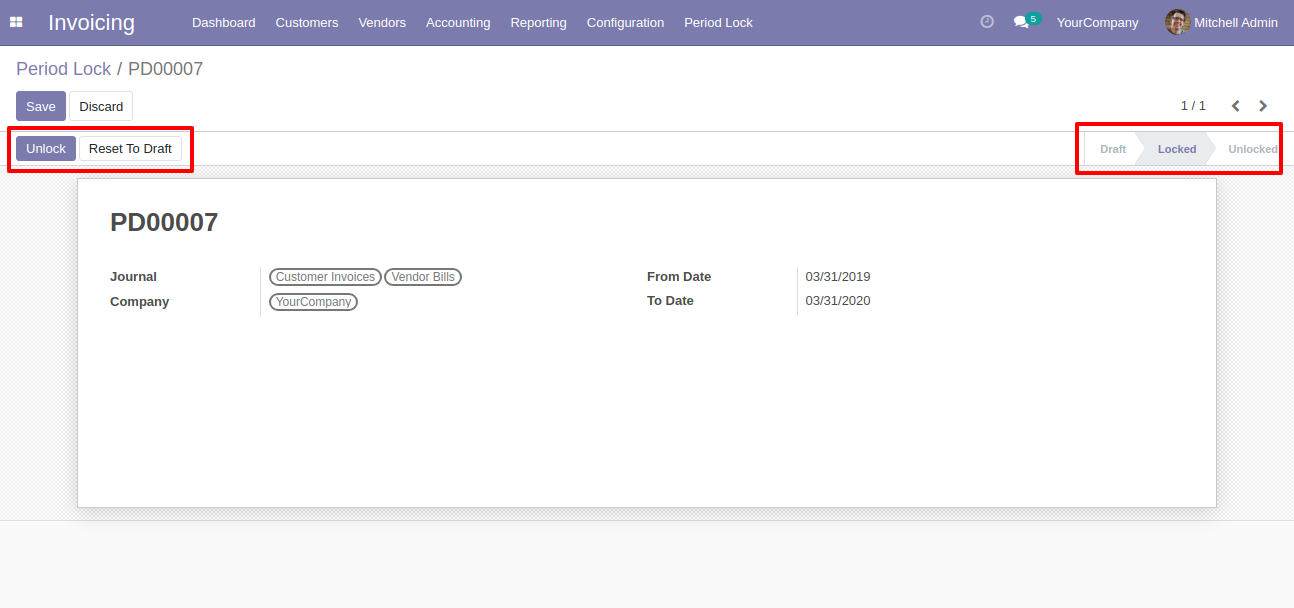 Invoicing Dashboard Customers Vendors Accounting Reporting Configuration Period Lock 5 YourCompany Mitchell Admin
Period Lock / PD00007
Save Discard 1 / 1
Unlock Reset To Draft Draft Locked Unlocked
PD00007
Journal Customer Invoices Vendor Bills From Date 03/31/2019
Company YourCompany To Date 03/31/2020